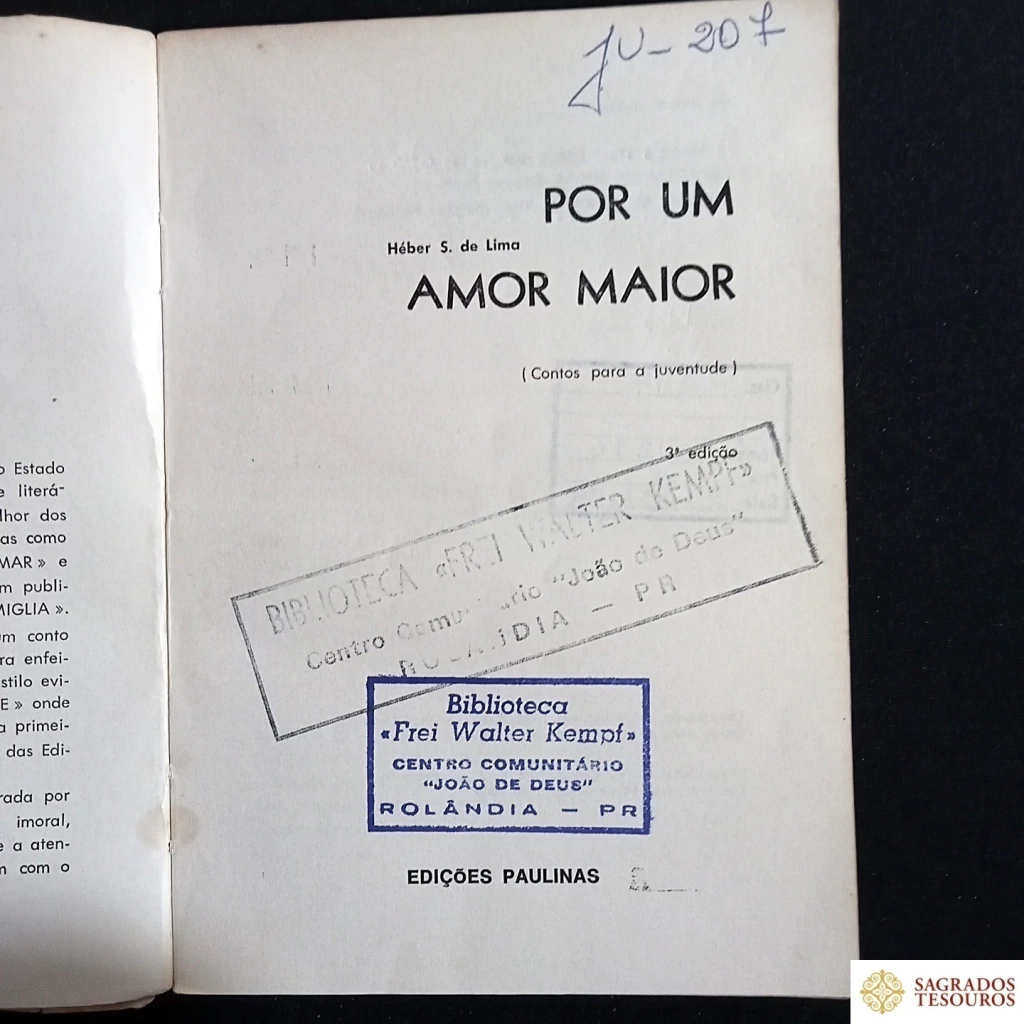 o Estado
e literá-
lhor dos
as como
MAR » e
m publi-
MIGLIA ».
um conto
ra enfei-
stilo evi-
E » onde
a primei-
das Edi-
rada por
imoral,
e a aten-
n com o
JU - 207
POR UM
Héber S. de Lima
AMOR MAIOR
( Contos para a juventude )
3ª edição
BIBLIOTECA «FREI WALTER KEMPF»
Centro Comunitário "João de Deus"
ROLÂNDIA — PR
Biblioteca
«Frei Walter Kempf»
CENTRO COMUNITÁRIO
"JOÃO DE DEUS"
ROLÂNDIA — PR
EDIÇÕES PAULINAS
SAGRADOS
TESOUROS